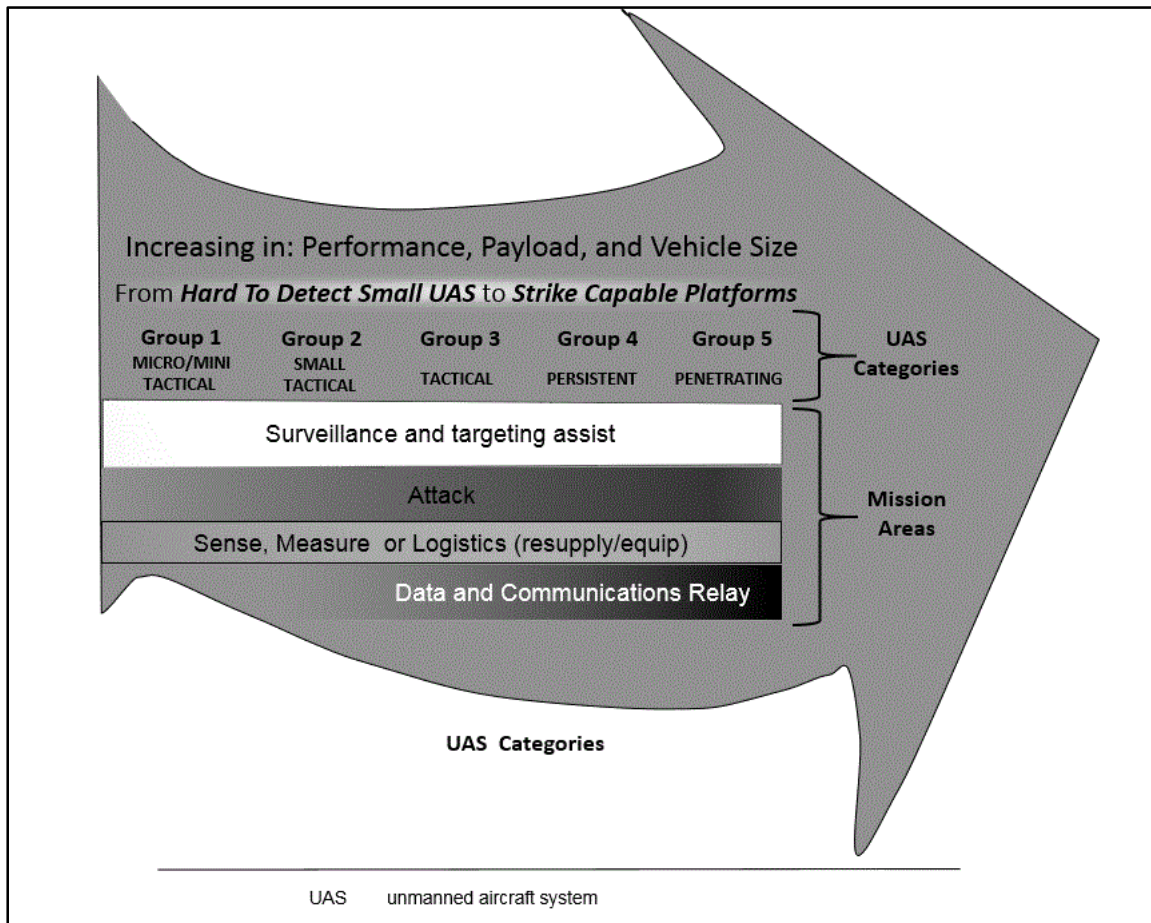 Increasing in: Performance, Payload, and Vehicle Size
From Hard To Detect Small UAS to Strike Capable Platforms
Group 1
MICRO/MINI
TACTICAL
Group 2
SMALL
TACTICAL
Group 3
TACTICAL
Group 4
PERSISTENT
Group 5
PENETRATING
UAS
Categories
Surveillance and targeting assist
Attack
Sense, Measure or Logistics (resupply/equip)
Data and Communications Relay
Mission
Areas
UAS Categories
UAS unmanned aircraft system